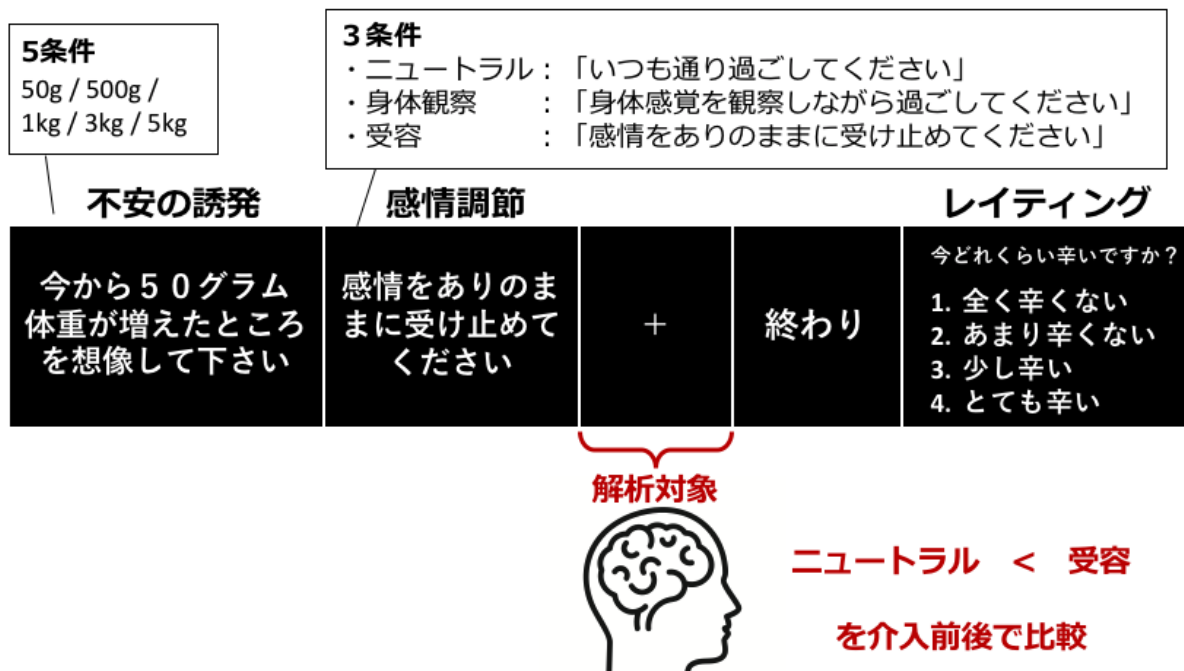 5条件
50g / 500g /
1kg / 3kg / 5kg
3条件
・ニュートラル：「いつも通り過ごしてください」
・身体観察　　：「身体感覚を観察しながら過ごしてください」
・受容　　　　：「感情をありのままに受け止めてください」
不安の誘発
感情調節
レイティング
今から５０グラム
体重が増えたところ
を想像して下さい
感情をありのま
まに受け止めて
ください
+
終わり
今どれくらい辛いですか？
1. 全く辛くない
2. あまり辛くない
3. 少し辛い
4. とても辛い
解析対象
ニュートラル　<　受容
を介入前後で比較